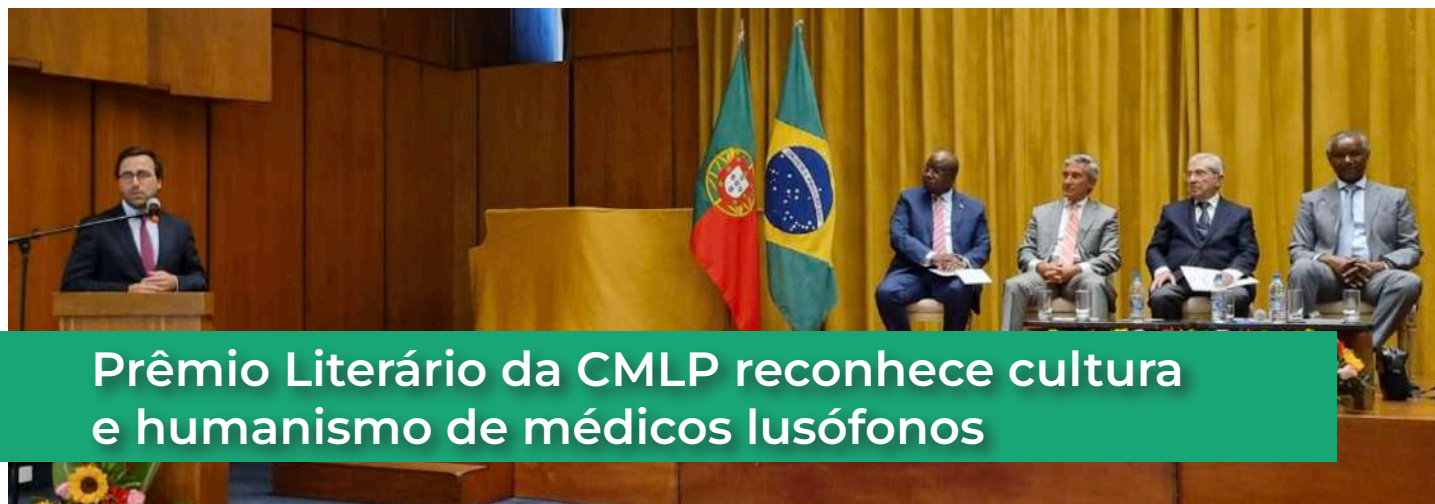 Prêmio Literário da CMLP reconhece cultura
e humanismo de médicos lusófonos